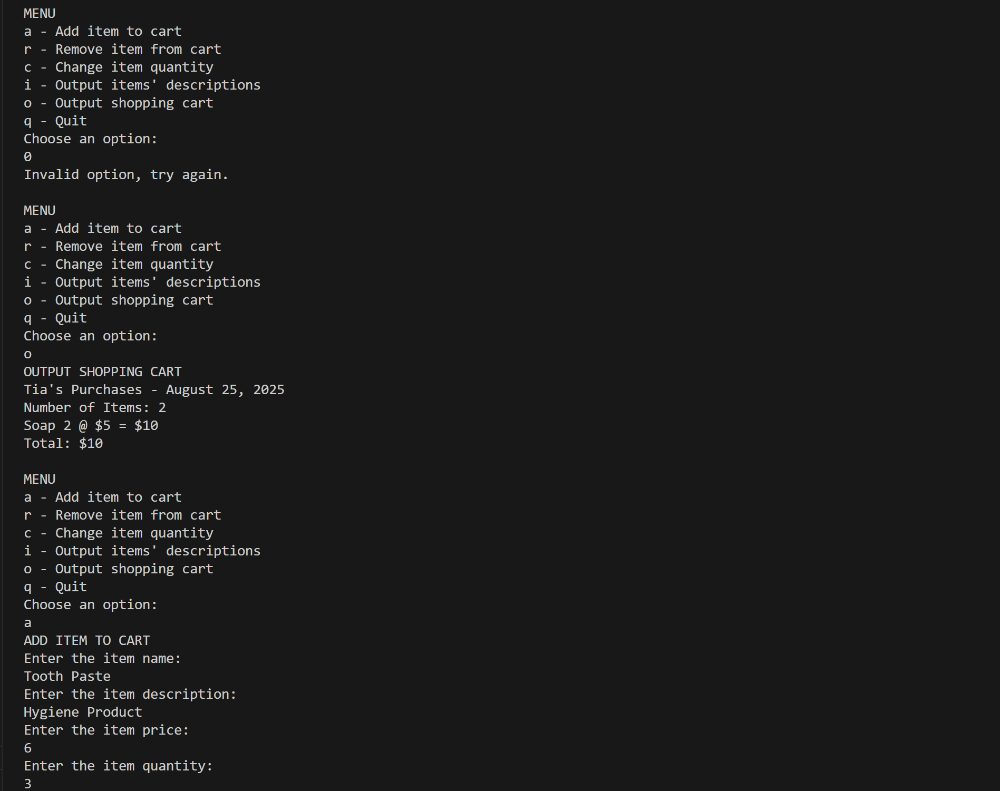 MENU
a - Add item to cart
r - Remove item from cart
c - Change item quantity
i - Output items' descriptions
o - Output shopping cart
q - Quit
Choose an option:
0
Invalid option, try again.

MENU
a - Add item to cart
r - Remove item from cart
c - Change item quantity
i - Output items' descriptions
o - Output shopping cart
q - Quit
Choose an option:
o
OUTPUT SHOPPING CART
Tia's Purchases - August 25, 2025
Number of Items: 2
Soap 2 @ $5 = $10
Total: $10

MENU
a - Add item to cart
r - Remove item from cart
c - Change item quantity
i - Output items' descriptions
o - Output shopping cart
q - Quit
Choose an option:
a
ADD ITEM TO CART
Enter the item name:
Tooth Paste
Enter the item description:
Hygiene Product
Enter the item price:
6
Enter the item quantity:
3